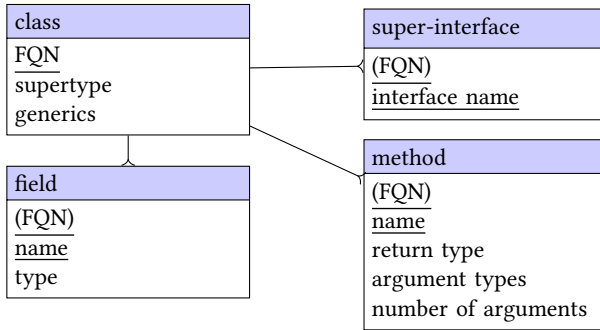 class
FQN
supertype
generics
super-interface
(FQN)
interface name
field
(FQN)
name
type
method
(FQN)
name
return type
argument types
number of arguments